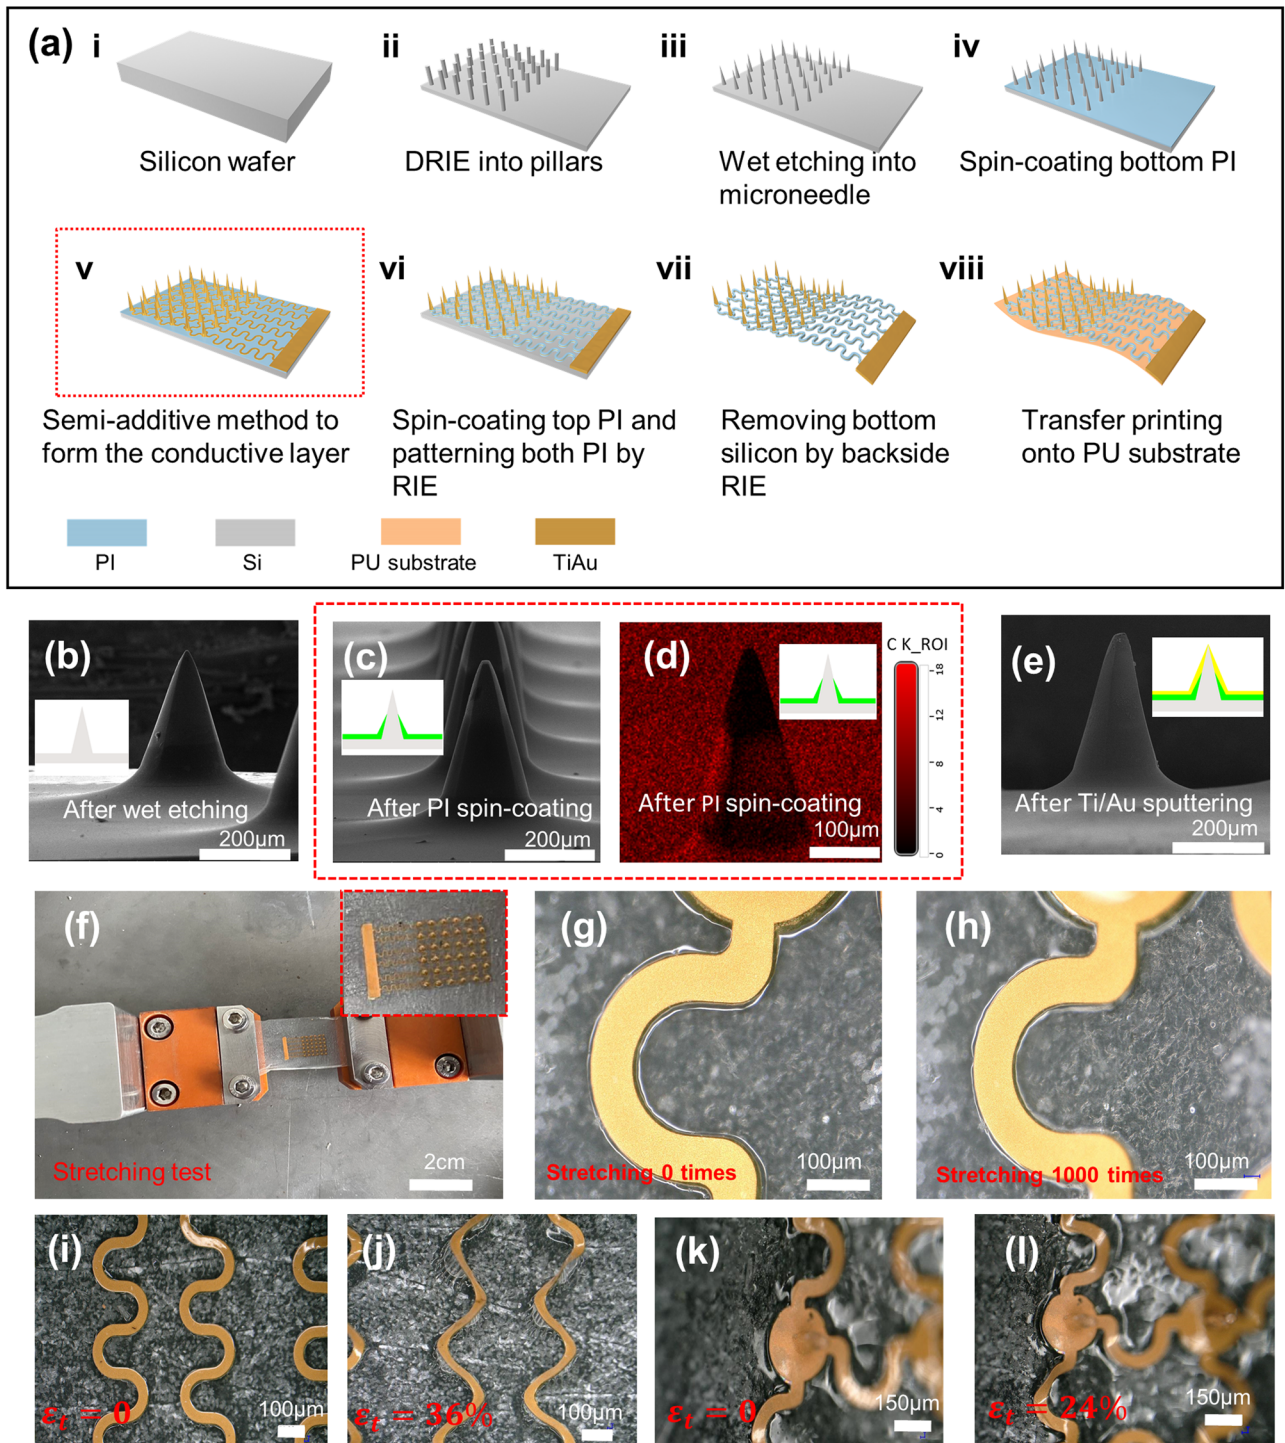 (a)
i
ii
iii
iv
Silicon wafer
DRIE into pillars
Wet etching into
microneedle
Spin-coating bottom PI
v
vi
vii
viii
Semi-additive method to
form the conductive layer
Spin-coating top PI and
patterning both PI by
RIE
Removing bottom
silicon by backside
RIE
Transfer printing
onto PU substrate
PI
Si
PU substrate
TiAu
(b)
After wet etching
200μm
(c)
After PI spin-coating
200μm
(d)
After PI spin-coating
100μm
C K_ROI
18
12
8
4
0
(e)
After Ti/Au sputtering
200μm
(f)
Stretching test
2cm
(g)
Stretching 0 times
100μm
(h)
Stretching 1000 times
100μm
(i)
εt = 0
100μm
(j)
εt = 36%
100μm
(k)
εt = 0
150μm
(l)
εt = 24%
150μm